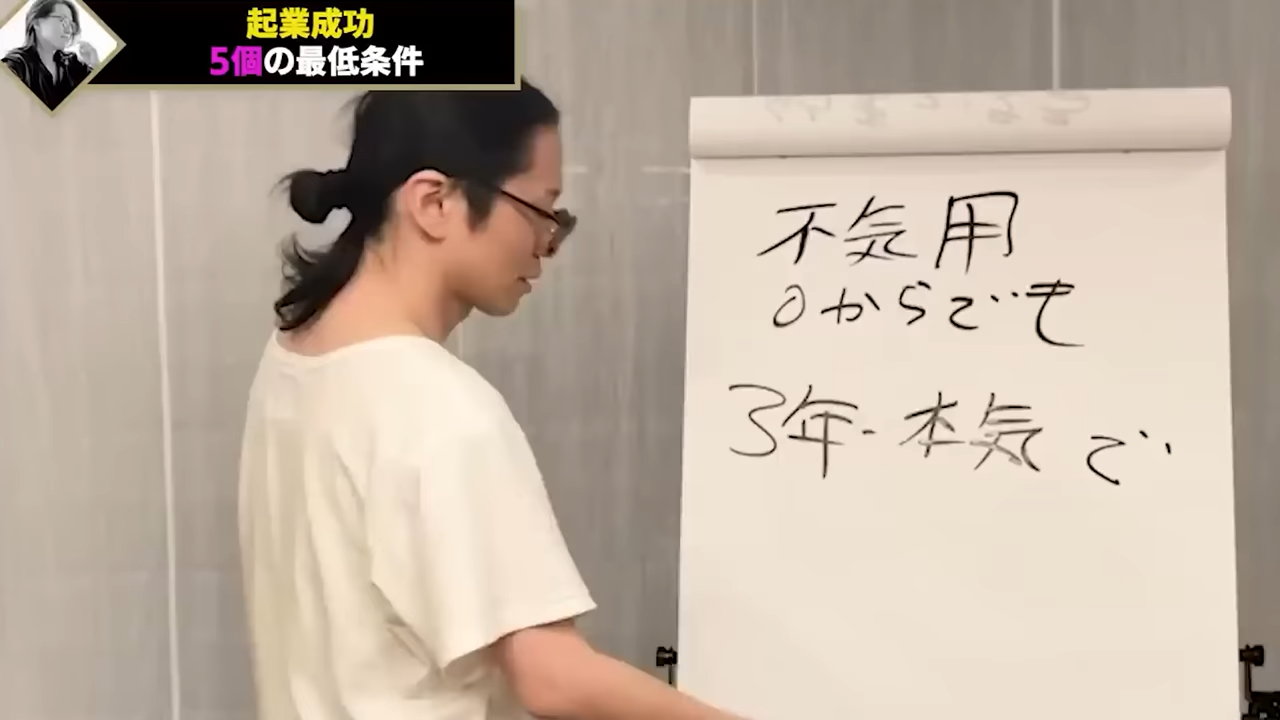 起業成功
5個の最低条件
不気用
0からでも
3年・本気で